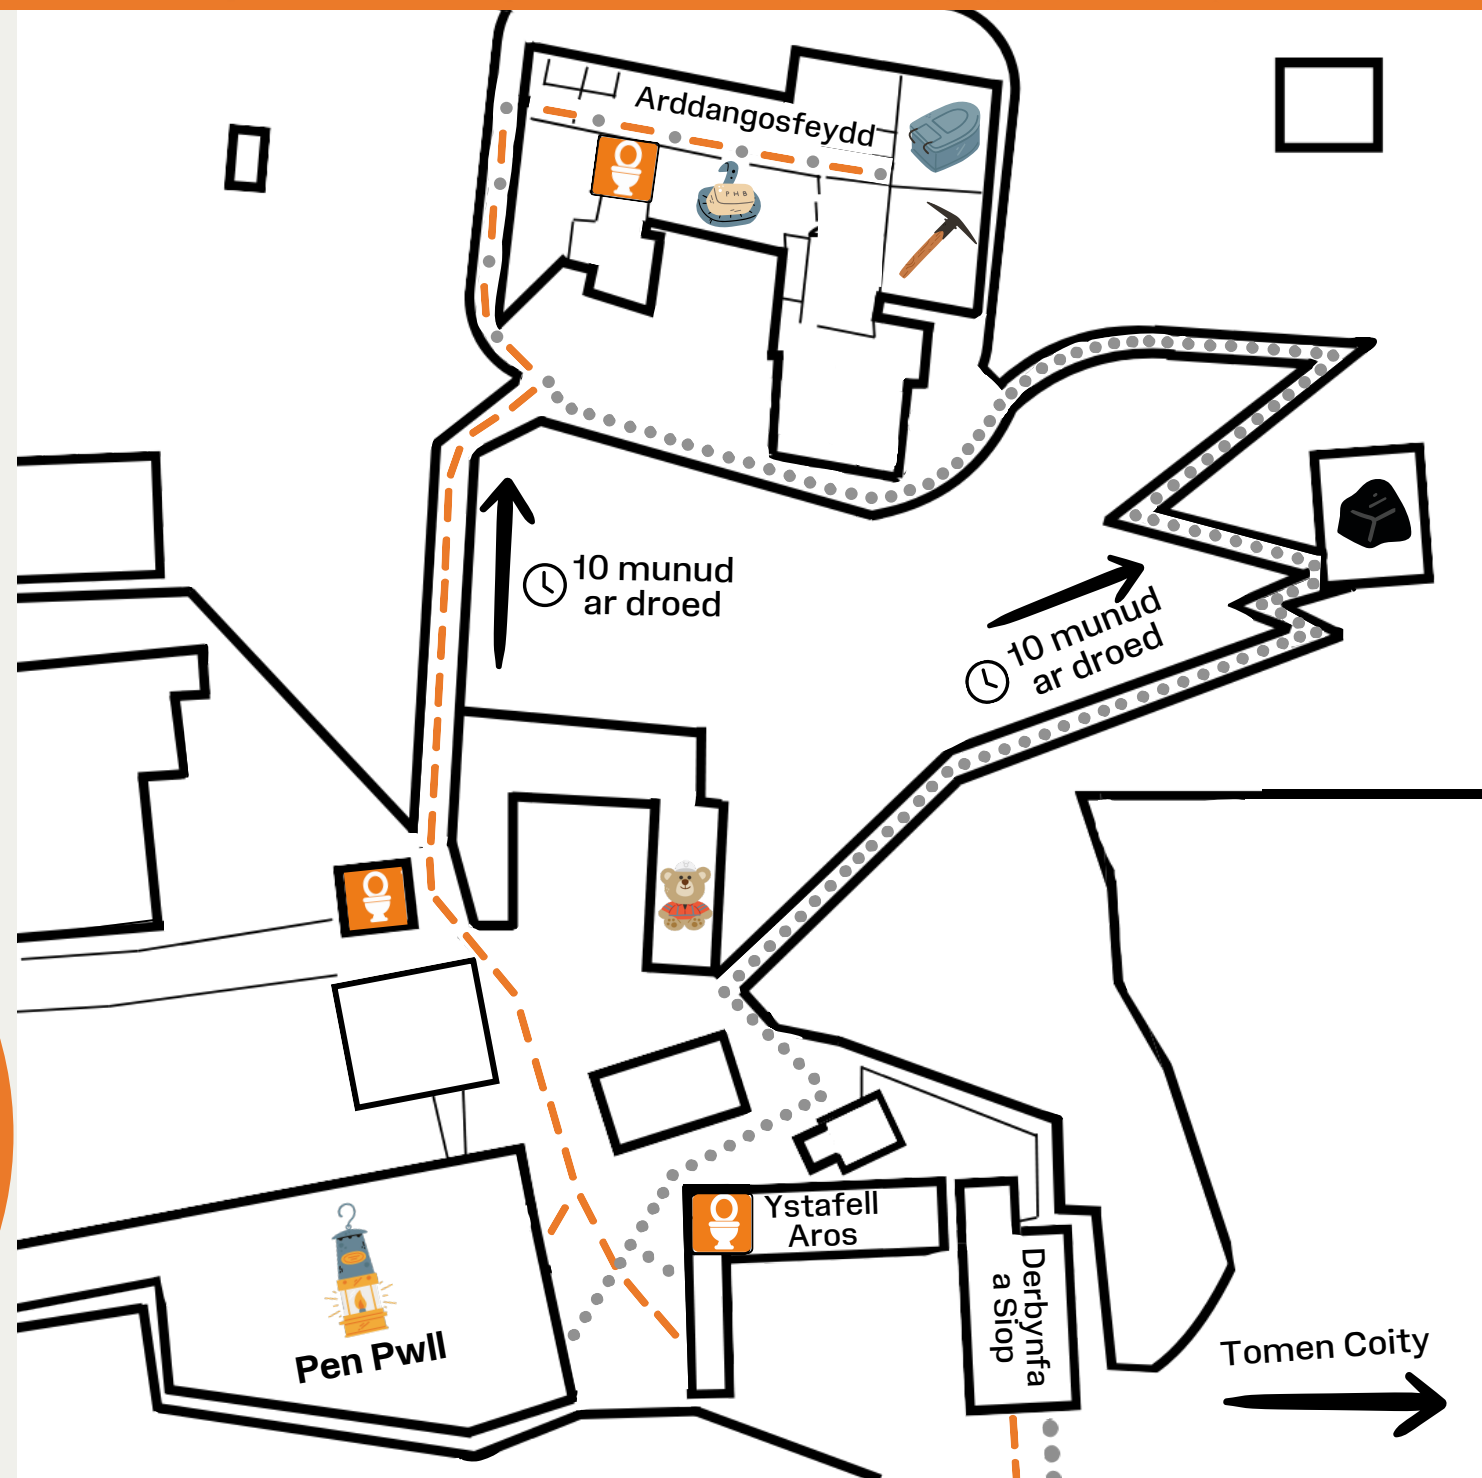 Arddangosfeydd
P H B
10 munud
ar droed
10 munud
ar droed
Ystafell
Aros
Derbynfa
a Siop
Pen Pwll
Tomen Coity